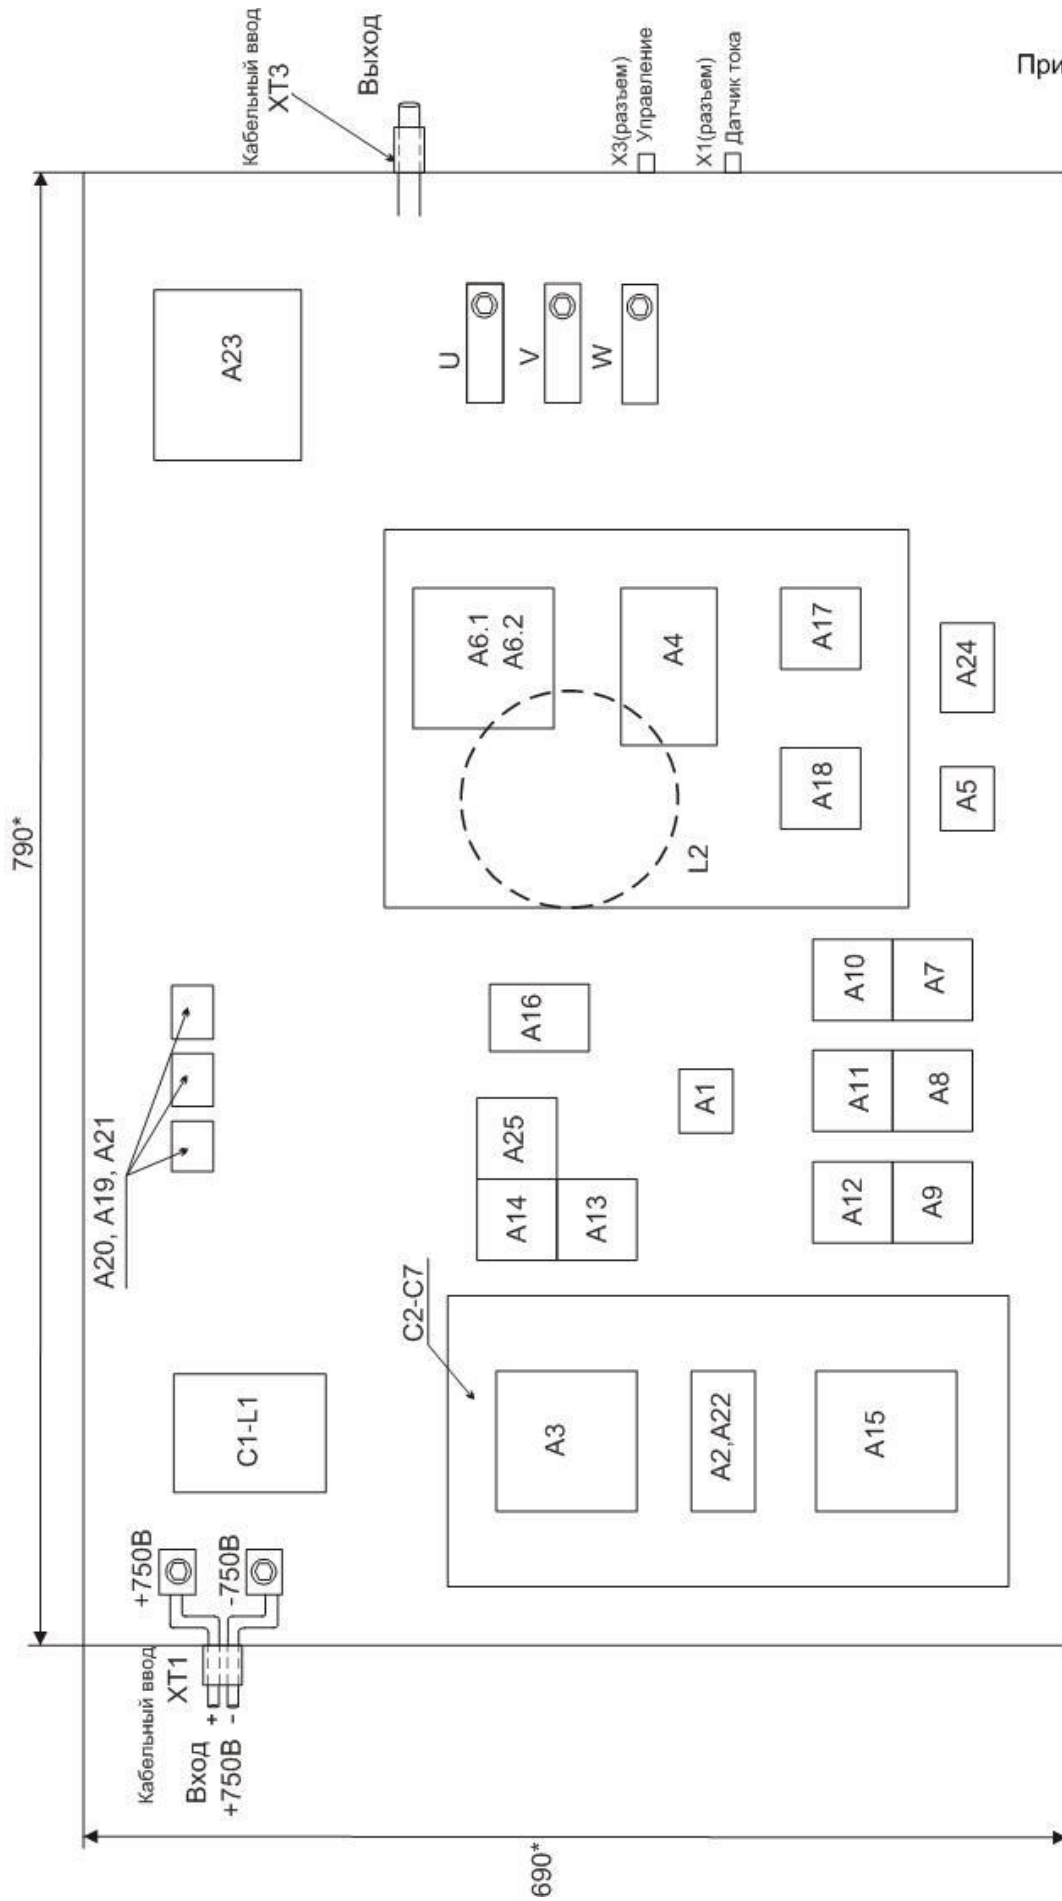 При
790*
690*
Кабельный ввод
XT1
Вход +
+750В -
+750В
-750В
C1-L1
A20, A19, A21
A23
Кабельный ввод
XT3
Выход
X3(разъем)
Управление
X1(разъем)
Датчик тока
U
V
W
C2-C7
A3
A2,A22
A15
A14
A25
A13
A16
A1
A12
A11
A10
A9
A8
A7
A6.1
A6.2
A4
L2
A18
A17
A5
A24